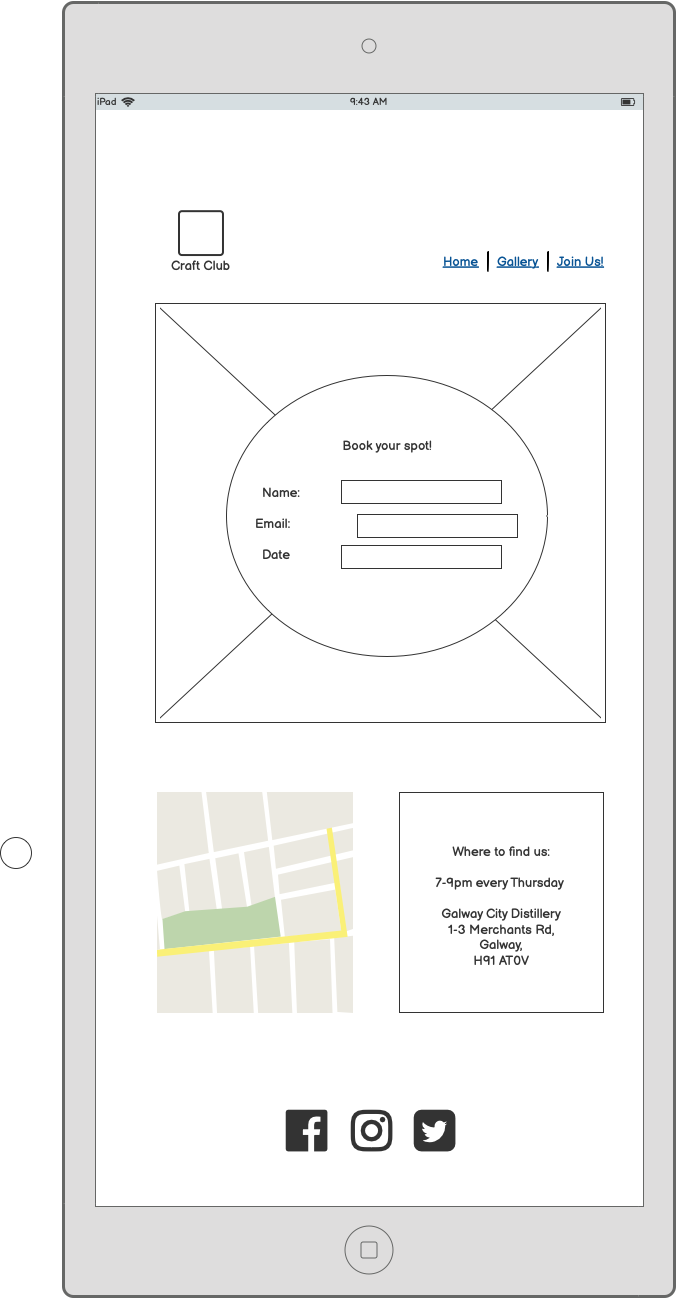 iPad 9:43 AM
Craft Club
Home Gallery Join Us!
Book your spot!
Name:
Email:
Date
Where to find us:
7-9pm every Thursday
Galway City Distillery
1-3 Merchants Rd,
Galway,
H91 AT0V